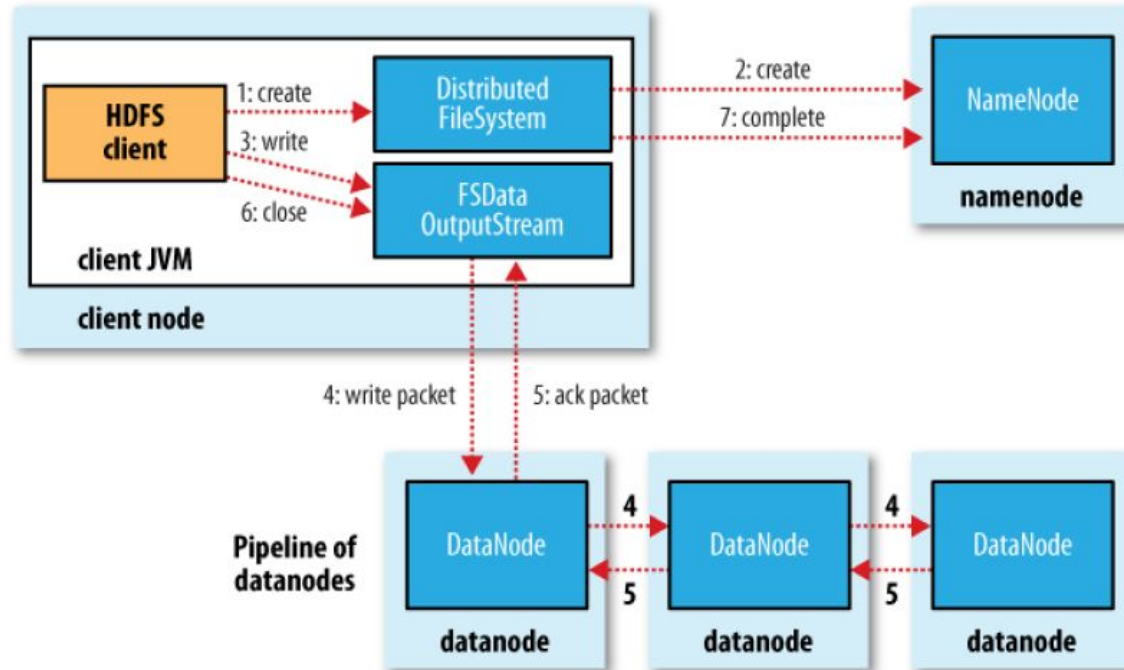 1: create
HDFS
client
3: write
6: close
Distributed
FileSystem
FSData
OutputStream
client JVM
client node
2: create
7: complete
NameNode
namenode
4: write packet
5: ack packet
Pipeline of
datanodes
DataNode
4
5
DataNode
4
5
DataNode
datanode
datanode
datanode